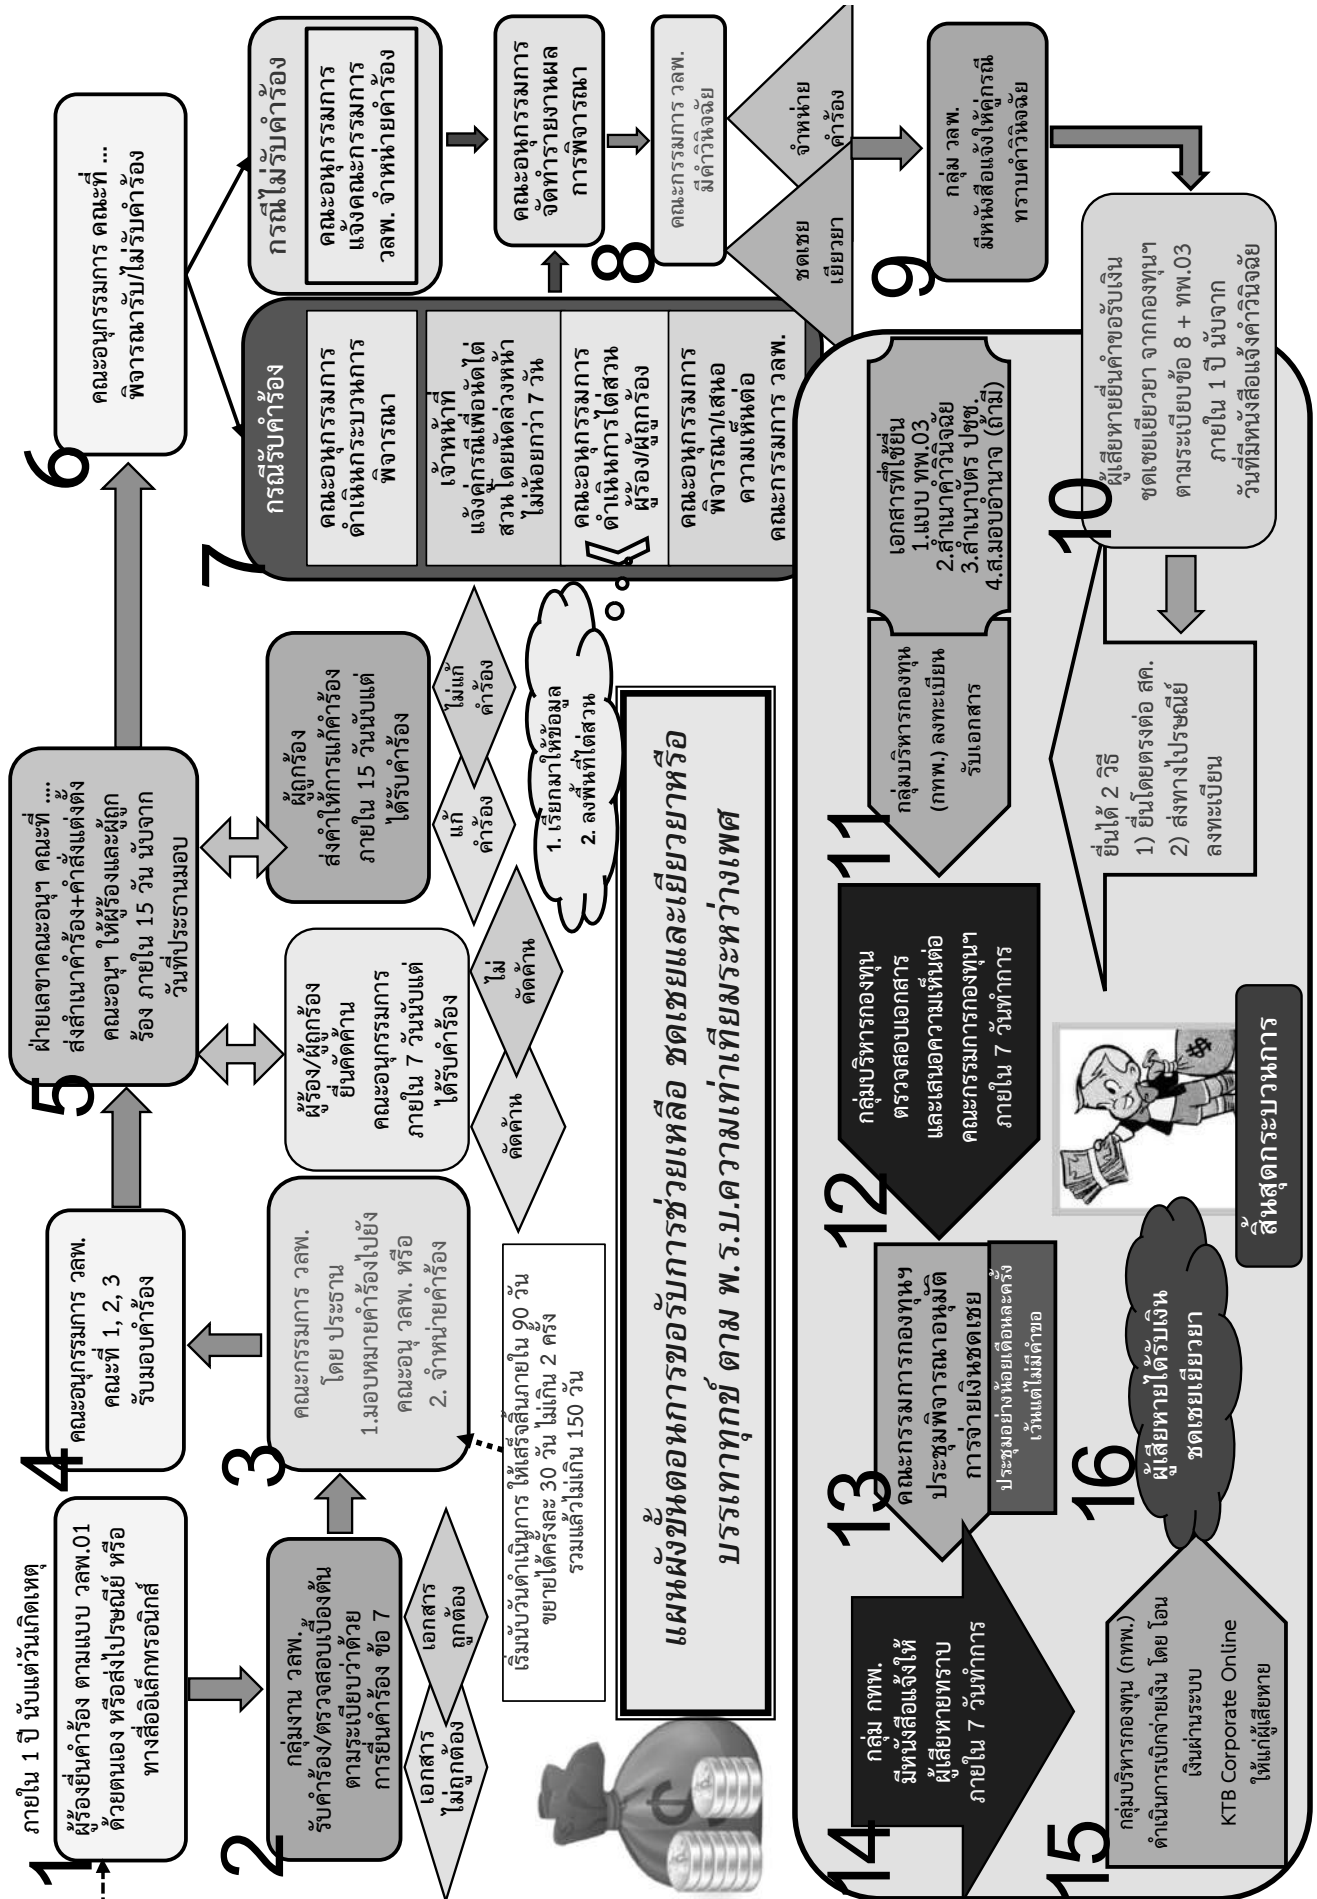 ภายใน 1 ปี นับแต่วันเกิดเหตุ
1
ผู้ร้องยื่นคำร้อง ตามแบบ วลพ.01
ด้วยตนเอง หรือส่งไปรษณีย์ หรือ
ทางสื่ออิเล็กทรอนิกส์
2
กลุ่มงาน วลพ.
รับคำร้อง/ตรวจสอบเบื้องต้น
ตามระเบียบว่าด้วย
การยื่นคำร้อง ข้อ 7
เอกสาร
ไม่ถูกต้อง
เอกสาร
ถูกต้อง
3
คณะกรรมการ วลพ.
โดย ประธาน
1.มอบหมายคำร้องไปยัง
คณะอนุ วลพ. หรือ
2. จำหน่ายคำร้อง
เริ่มนับวันดำเนินการ ให้เสร็จสิ้นภายใน 90 วัน
ขยายได้ครั้งละ 30 วัน ไม่เกิน 2 ครั้ง
รวมแล้วไม่เกิน 150 วัน
4
คณะอนุกรรมการ วลพ.
คณะที่ 1, 2, 3
รับมอบคำร้อง
5
ฝ่ายเลขาคณะอนุฯ คณะที่ ....
ส่งสำเนาคำร้อง+คำสั่งแต่งตั้ง
คณะอนุฯ ให้ผู้ร้องและผู้ถูก
ร้อง ภายใน 15 วัน นับจาก
วันที่ประธานมอบ
ผู้ร้อง/ผู้ถูกร้อง
ยื่นคัดค้าน
คณะอนุกรรมการ
ภายใน 7 วันนับแต่
ได้รับคำร้อง
คัดค้าน
ไม่
คัดค้าน
ผู้ถูกร้อง
ส่งคำให้การแก้คำร้อง
ภายใน 15 วันนับแต่
ได้รับคำร้อง
แก้
คำร้อง
ไม่แก้
คำร้อง
6
คณะอนุกรรมการ คณะที่ ...
พิจารณารับ/ไม่รับคำร้อง
7
กรณีรับคำร้อง
คณะอนุกรรมการ
ดำเนินกระบวนการ
พิจารณา
เจ้าหน้าที่
แจ้งคู่กรณีเพื่อนัดไต่
สวน โดยนัดล่วงหน้า
ไม่น้อยกว่า 7 วัน
คณะอนุกรรมการ
ดำเนินการไต่สวน
ผู้ร้อง/ผู้ถูกร้อง
คณะอนุกรรมการ
พิจารณา/เสนอ
ความเห็นต่อ
คณะกรรมการ วลพ.
1. เรียกมาให้ข้อมูล
2. ลงพื้นที่ไต่สวน
กรณีไม่รับคำร้อง
คณะอนุกรรมการ
แจ้งคณะกรรมการ
วลพ. จำหน่ายคำร้อง
คณะอนุกรรมการ
จัดทำรายงานผล
การพิจารณา
8
คณะกรรมการ วลพ.
มีคำวินิจฉัย
ชดเชย
เยียวยา
จำหน่าย
คำร้อง
9
กลุ่ม วลพ.
มีหนังสือแจ้งให้คู่กรณี
ทราบคำวินิจฉัย
แผนผังขั้นตอนการขอรับการช่วยเหลือ ชดเชยและเยียวยาหรือ
บรรเทาทุกข์ ตาม พ.ร.บ.ความเท่าเทียมระหว่างเพศ
10
ผู้เสียหายยื่นคำขอรับเงิน
ชดเชยเยียวยา จากกองทุนฯ
ตามระเบียบข้อ 8 + ทพ.03
ภายใน 1 ปี นับจาก
วันที่มีหนังสือแจ้งคำวินิจฉัย
ยื่นได้ 2 วิธี
1) ยื่นโดยตรงต่อ สค.
2) ส่งทางไปรษณีย์
ลงทะเบียน
เอกสารที่ใช้ยื่น
1.แบบ ทพ.03
2.สำเนาคำวินิจฉัย
3.สำเนาบัตร ปชช.
4.ส.มอบอำนาจ (ถ้ามี)
11
กลุ่มบริหารกองทุน
(กทพ.) ลงทะเบียน
รับเอกสาร
12
กลุ่มบริหารกองทุน
ตรวจสอบเอกสาร
และเสนอความเห็นต่อ
คณะกรรมการกองทุนฯ
ภายใน 7 วันทำการ
13
คณะกรรมการกองทุนฯ
ประชุมพิจารณาอนุมัติ
การจ่ายเงินชดเชย
ประชุมอย่างน้อยเดือนละครั้ง
เว้นแต่ไม่มีคำขอ
14
กลุ่ม กทพ.
มีหนังสือแจ้งให้
ผู้เสียหายทราบ
ภายใน 7 วันทำการ
15
กลุ่มบริหารกองทุน (กทพ.)
ดำเนินการเบิกจ่ายเงิน โดย โอน
เงินผ่านระบบ
KTB Corporate Online
ให้แก่ผู้เสียหาย
16
ผู้เสียหายได้รับเงิน
ชดเชยเยียวยา
$
สิ้นสุดกระบวนการ